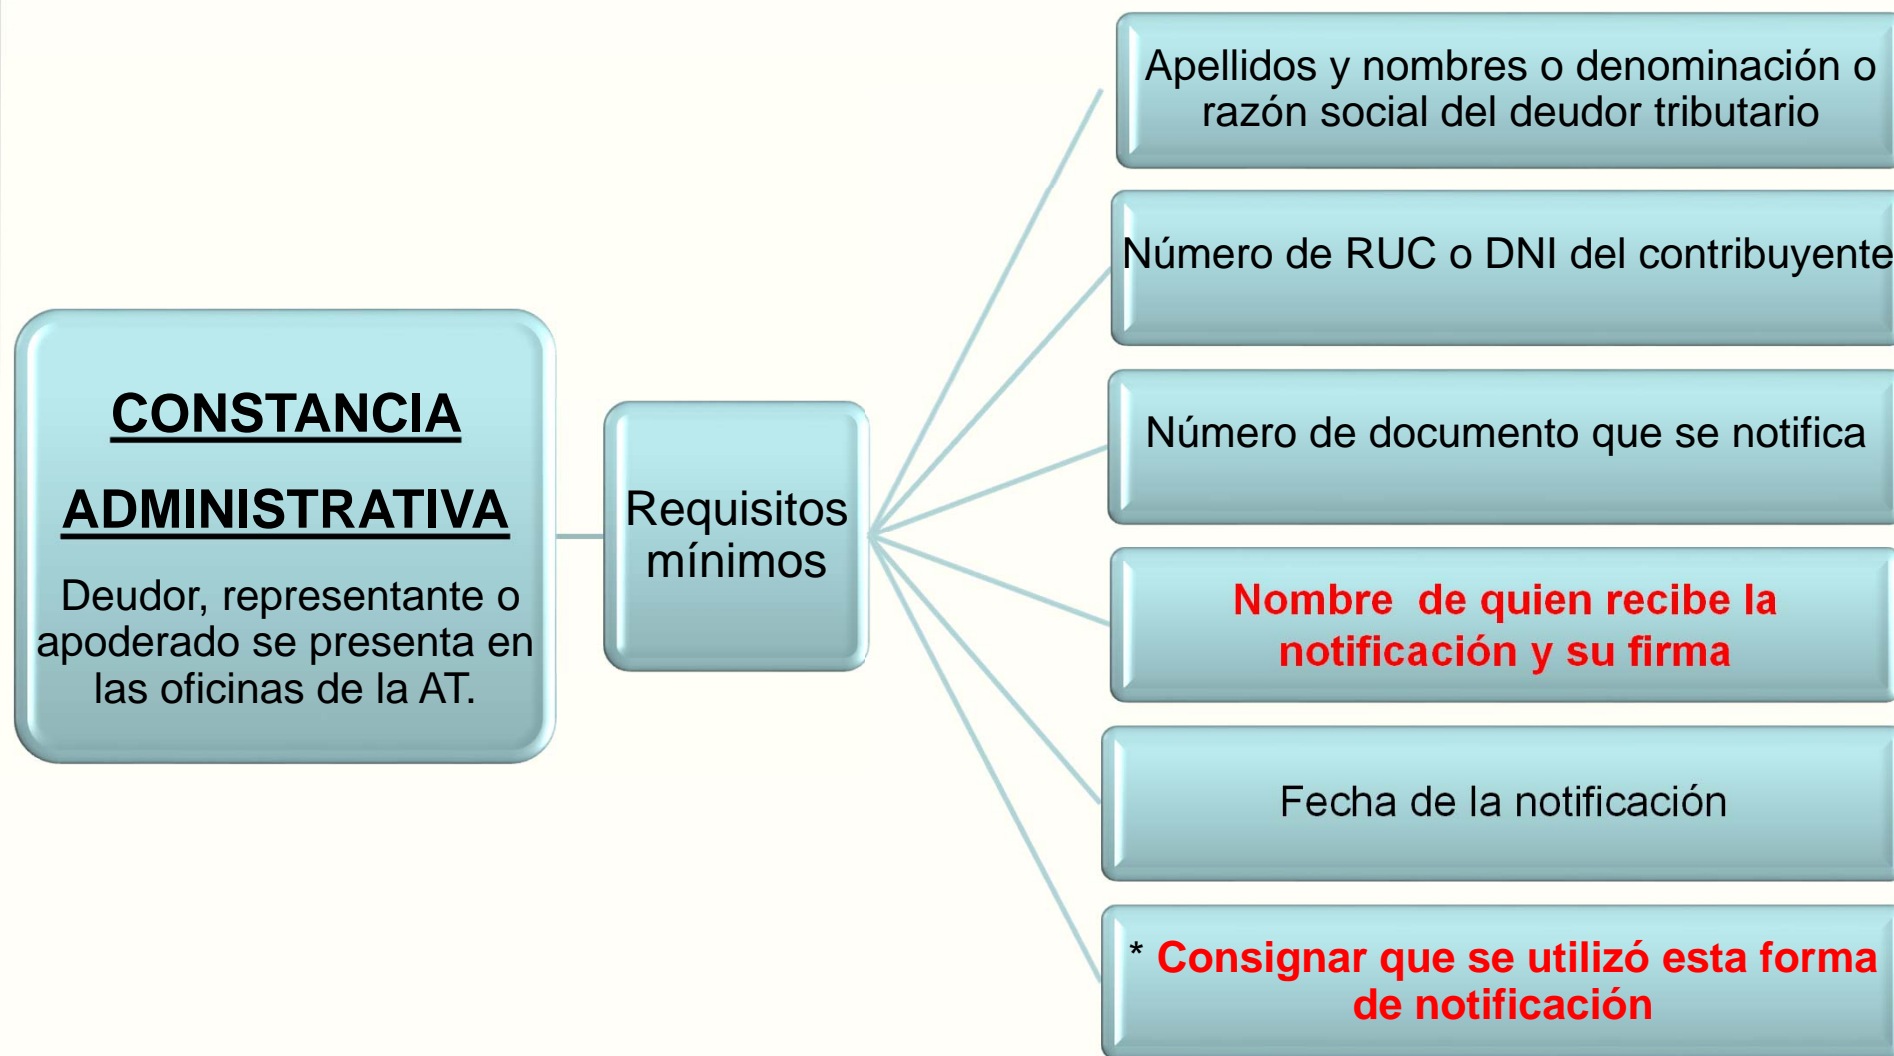 CONSTANCIA
ADMINISTRATIVA
Deudor, representante o
apoderado se presenta en
las oficinas de la AT.
Requisitos
mínimos
Apellidos y nombres o denominación o
razón social del deudor tributario
Número de RUC o DNI del contribuyente
Número de documento que se notifica
Nombre de quien recibe la
notificación y su firma
Fecha de la notificación
* Consignar que se utilizó esta forma
de notificación